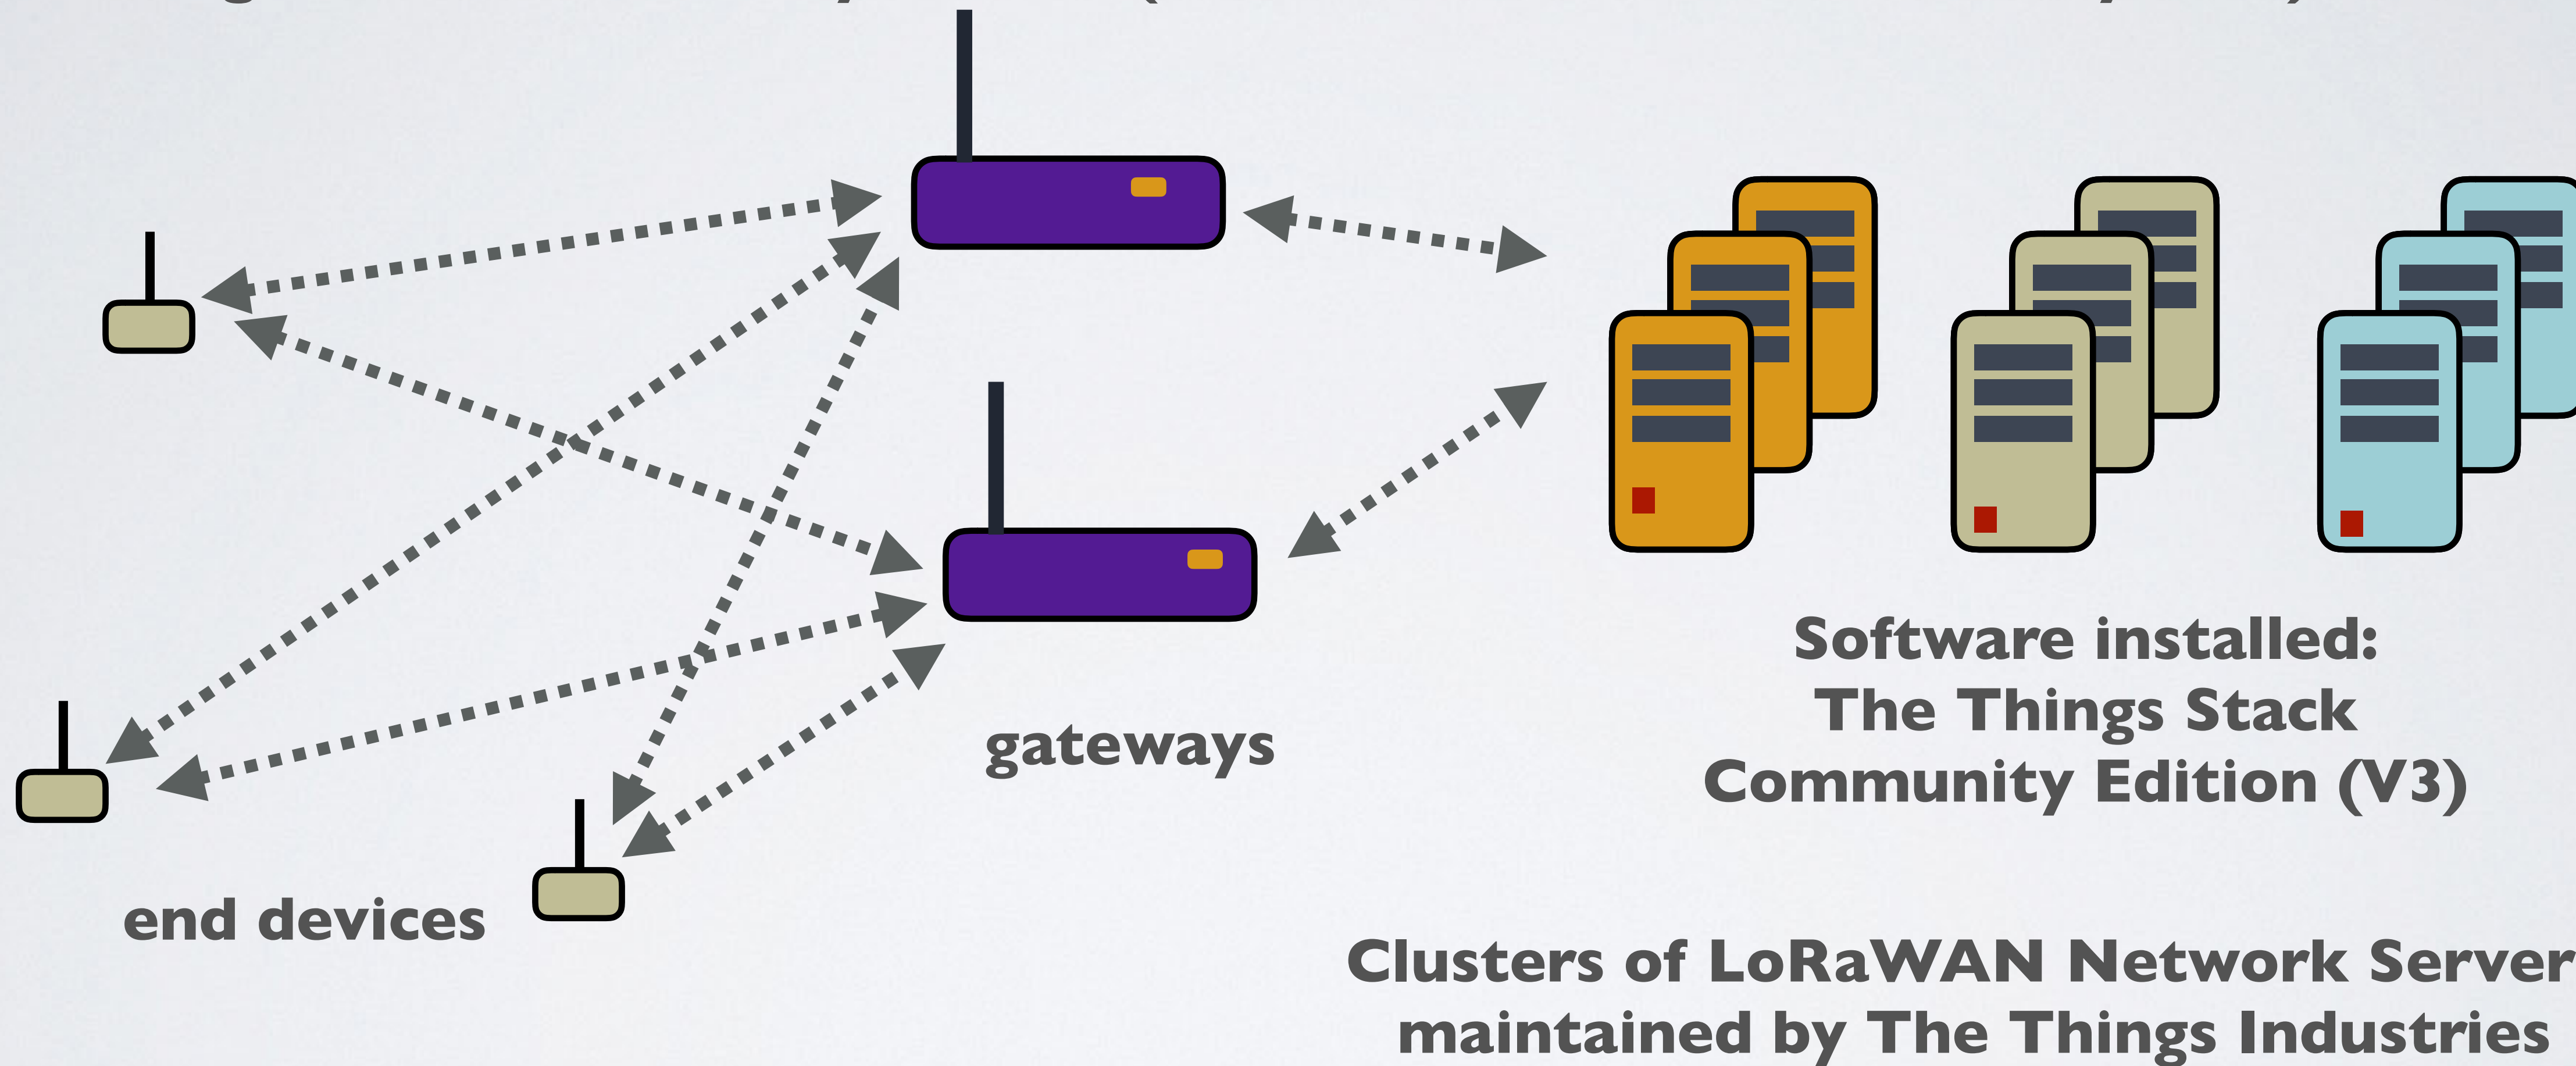 gateways
end devices
Software installed:
The Things Stack
Community Edition (V3)
Clusters of LoRaWAN Network Server
maintained by The Things Industries